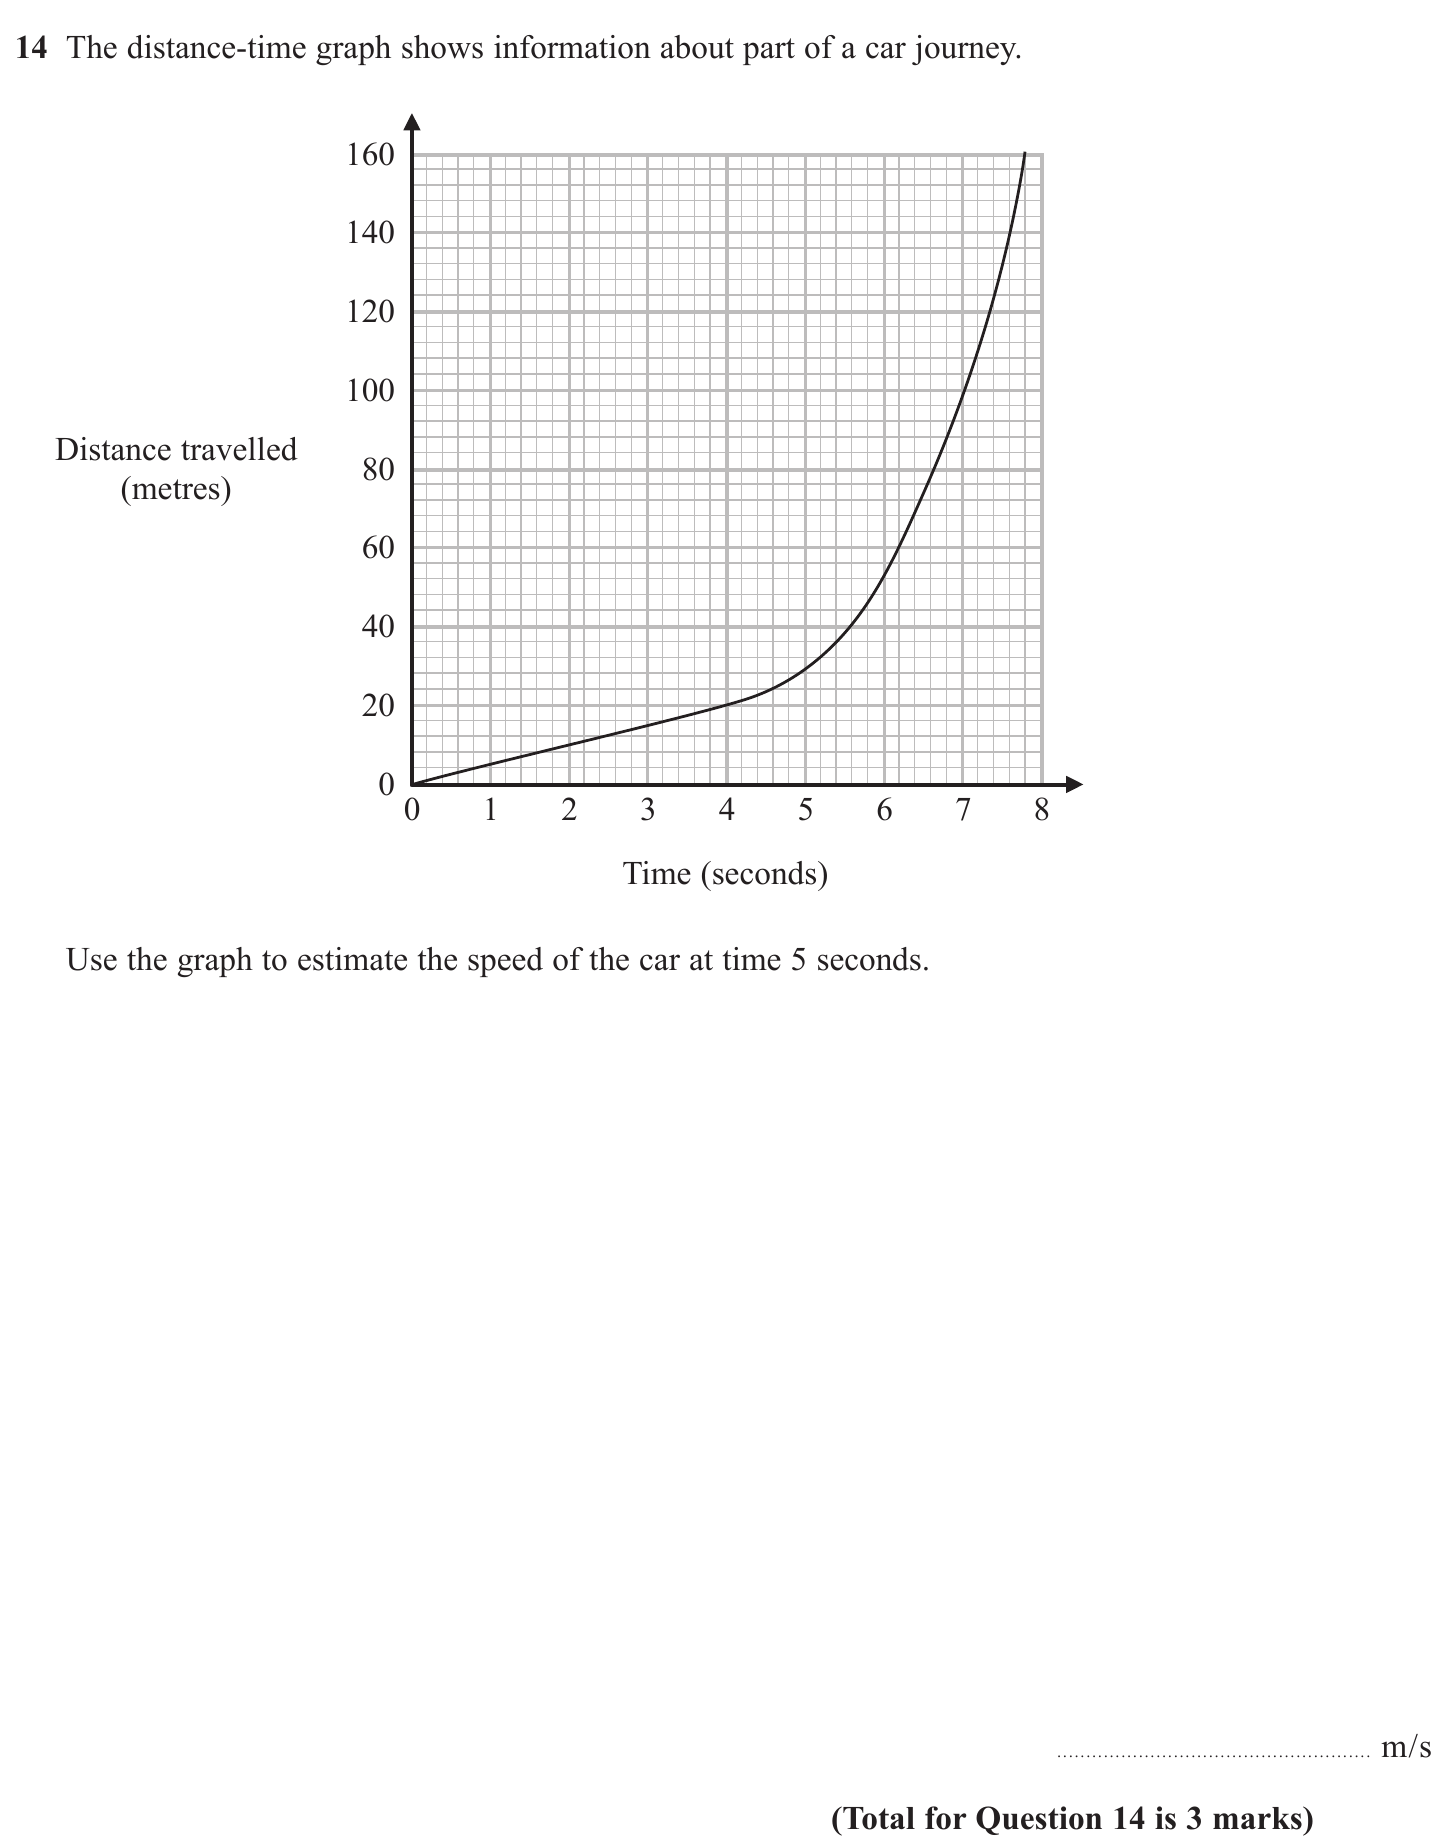 14 The distance-time graph shows information about part of a car journey.
160
140
120
100
Distance travelled
(metres)
80
60
40
20
0
0 1 2 3 4 5 6 7 8
Time (seconds)
Use the graph to estimate the speed of the car at time 5 seconds.
m/s
(Total for Question 14 is 3 marks)